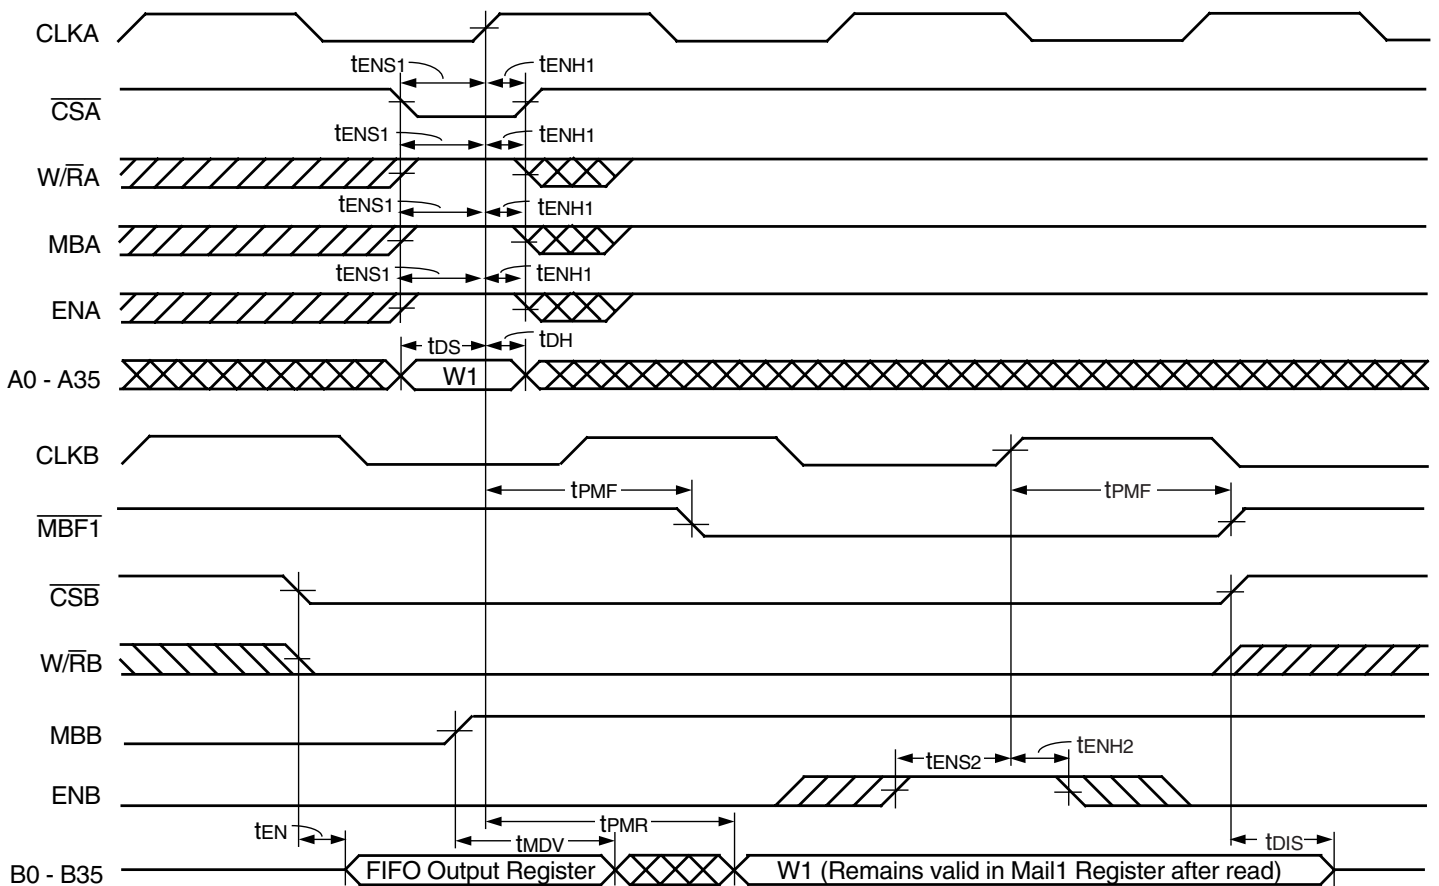 CLKA
tENS1 tENH1
CSA
tENS1 tENH1
W/RA
tENS1 tENH1
MBA
tENS1 tENH1
ENA
tDS tDH
A0 - A35 W1
CLKB
tPMF tPMF
MBF1
CSB
W/RB
MBB
tENS2 tENH2
ENB
tEN tMDV tPMR tDIS
B0 - B35 FIFO Output Register W1 (Remains valid in Mail1 Register after read)